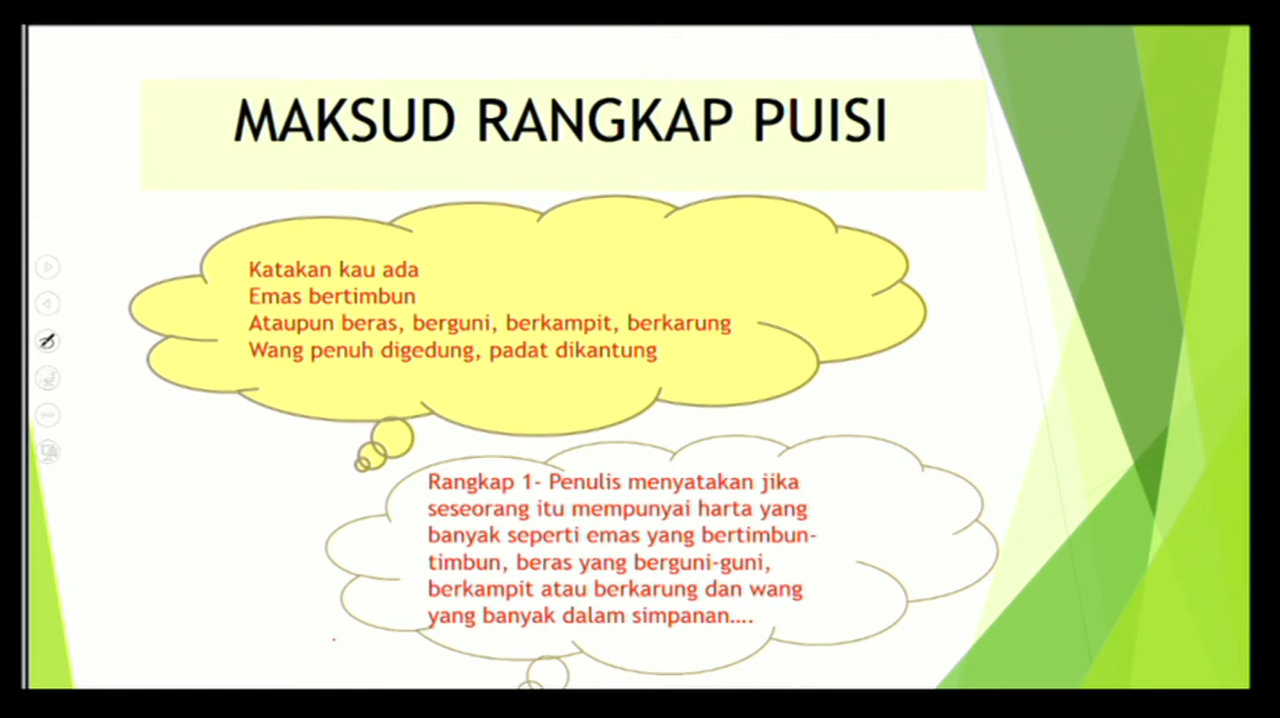 MAKSUD RANGKAP PUISI
Katakan kau ada
Emas bertimbun
Ataupun beras, berguni, berkampit, berkarung
Wang penuh digedung, padat dikantung
Rangkap 1- Penulis menyatakan jika
seseorang itu mempunyai harta yang
banyak seperti emas yang bertimbun-
timbun, beras yang berguni-guni,
berkampit atau berkarung dan wang
yang banyak dalam simpanan....